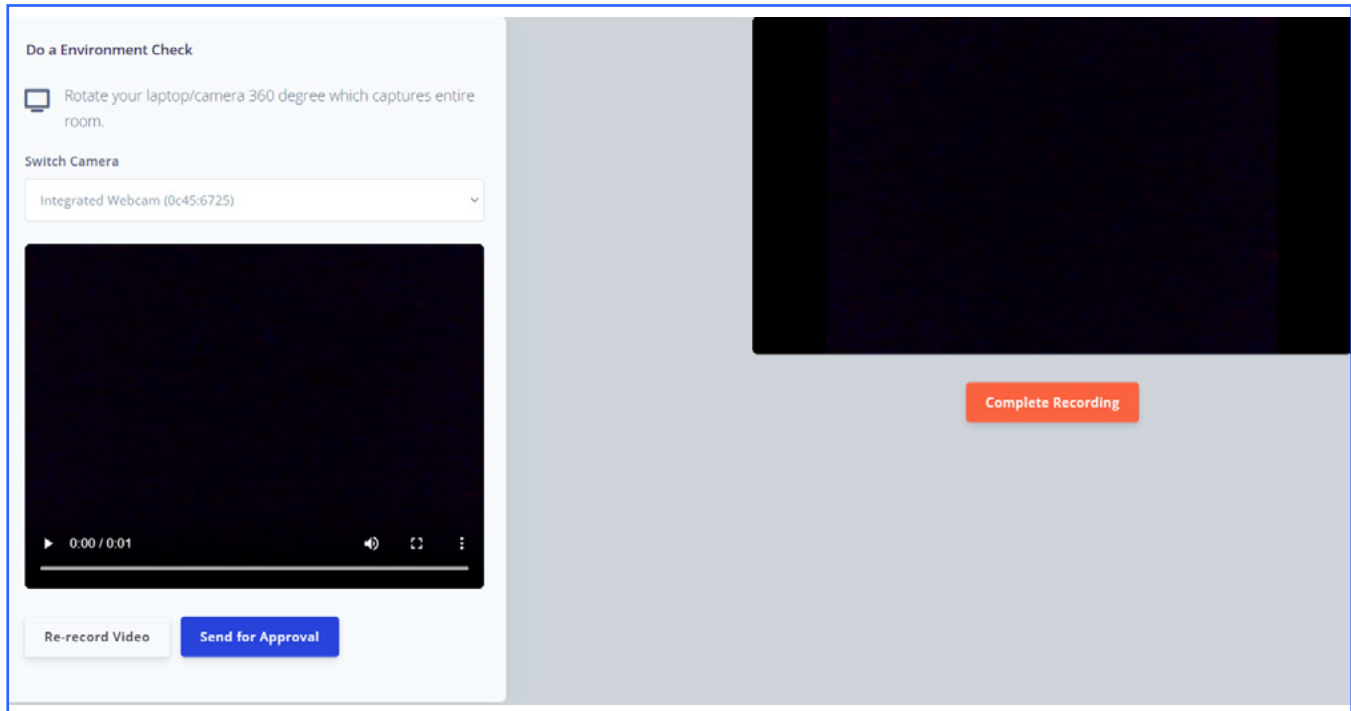 Do a Environment Check
Rotate your laptop/camera 360 degree which captures entire
room.
Switch Camera
Integrated Webcam (0c45:6725)
0:00 / 0:01
Re-record Video
Send for Approval
Complete Recording